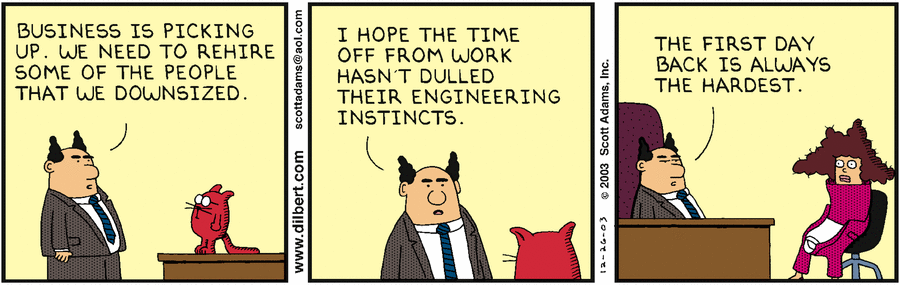 BUSINESS IS PICKING
UP. WE NEED TO REHIRE
SOME OF THE PEOPLE
THAT WE DOWNSIZED.
www.dilbert.com scottadams@aol.com
I HOPE THE TIME
OFF FROM WORK
HASN'T DULLED
THEIR ENGINEERING
INSTINCTS.
12-26-03 © 2003 Scott Adams, Inc.
THE FIRST DAY
BACK IS ALWAYS
THE HARDEST.